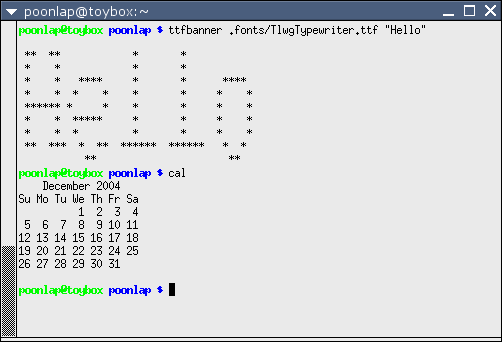 poonlap@toybox:~
poonlap@toybox poonlap $ ttfbanner .fonts/TlwgTypewriter.ttf "Hello"
 **  **            *       *
 *    *            *       *
 *    *   ****     *       *      ****
 *    *  *    *    *       *     *    *
 ****** *     *    *       *     *    *
 *    *  *****     *       *     *    *
 *    *  *         *       *     *    *
 **  ***  *  **  ******  ******   *  *
           **                      **
poonlap@toybox poonlap $ cal
    December 2004
Su Mo Tu We Th Fr Sa
          1  2  3  4
 5  6  7  8  9 10 11
12 13 14 15 16 17 18
19 20 21 22 23 24 25
26 27 28 29 30 31
poonlap@toybox poonlap $